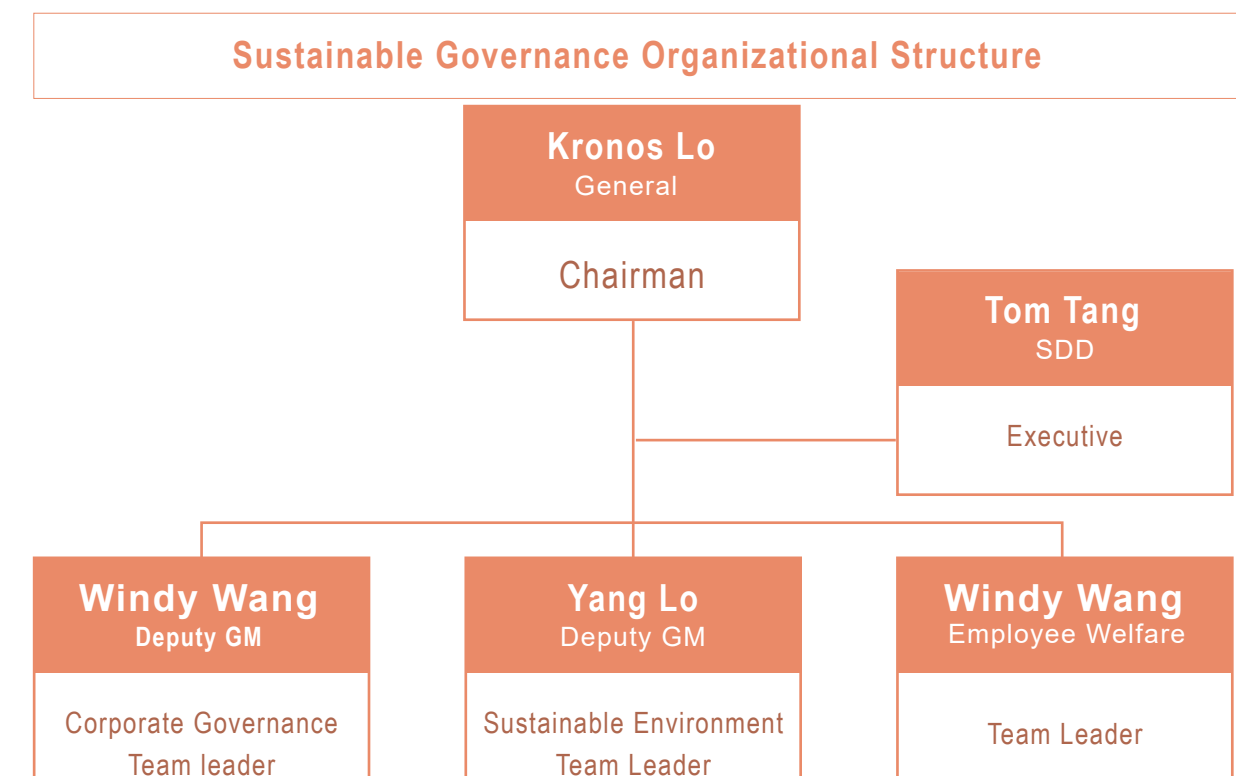 Sustainable Governance Organizational Structure
Kronos Lo
General
Chairman
Tom Tang
SDD
Executive
Windy Wang
Deputy GM
Corporate Governance
Team leader
Yang Lo
Deputy GM
Sustainable Environment
Team Leader
Windy Wang
Employee Welfare
Team Leader